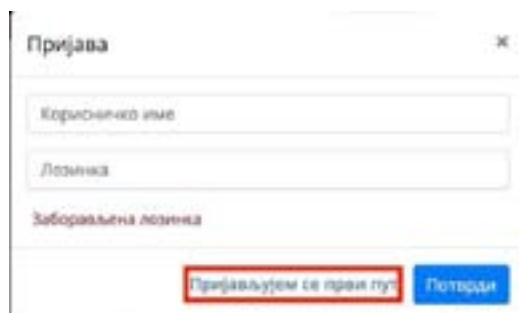 Пријава ×
Корисничко име
Лозинка
Заборављена лозинка
Пријављујем се први пут Потврди